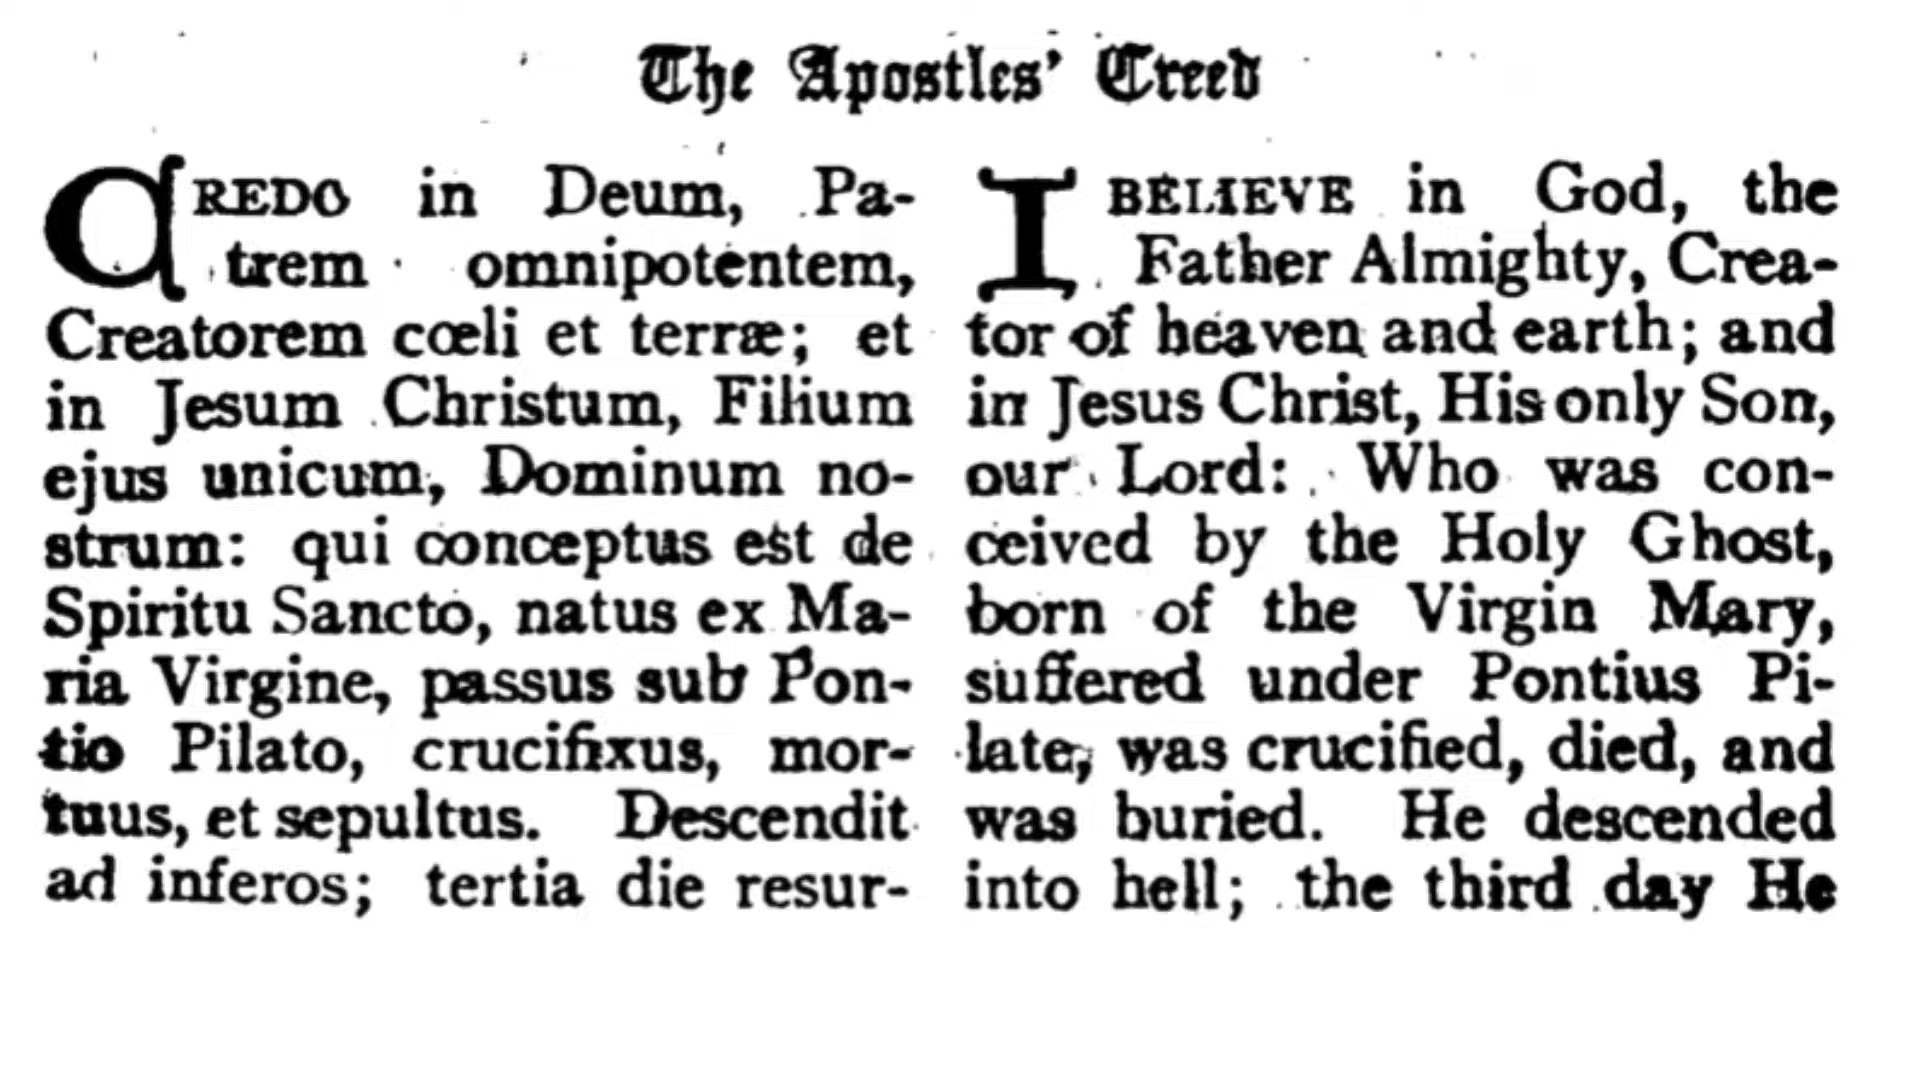 The Apostles' Creed
CREDO in Deum, Pa-
trem omnipotentem,
Creatorem cœli et terræ; et
in Jesum Christum, Filium
ejus unicum, Dominum no-
strum: qui conceptus est de
Spiritu Sancto, natus ex Ma-
ria Virgine, passus sub Pon-
tio Pilato, crucifixus, mor-
tuus, et sepultus. Descendit
ad inferos; tertia die resur-
I BELIEVE in God, the
Father Almighty, Crea-
tor of heaven and earth; and
in Jesus Christ, His only Son,
our Lord: Who was con-
ceived by the Holy Ghost,
born of the Virgin Mary,
suffered under Pontius Pi-
late, was crucified, died, and
was buried. He descended
into hell; the third day He